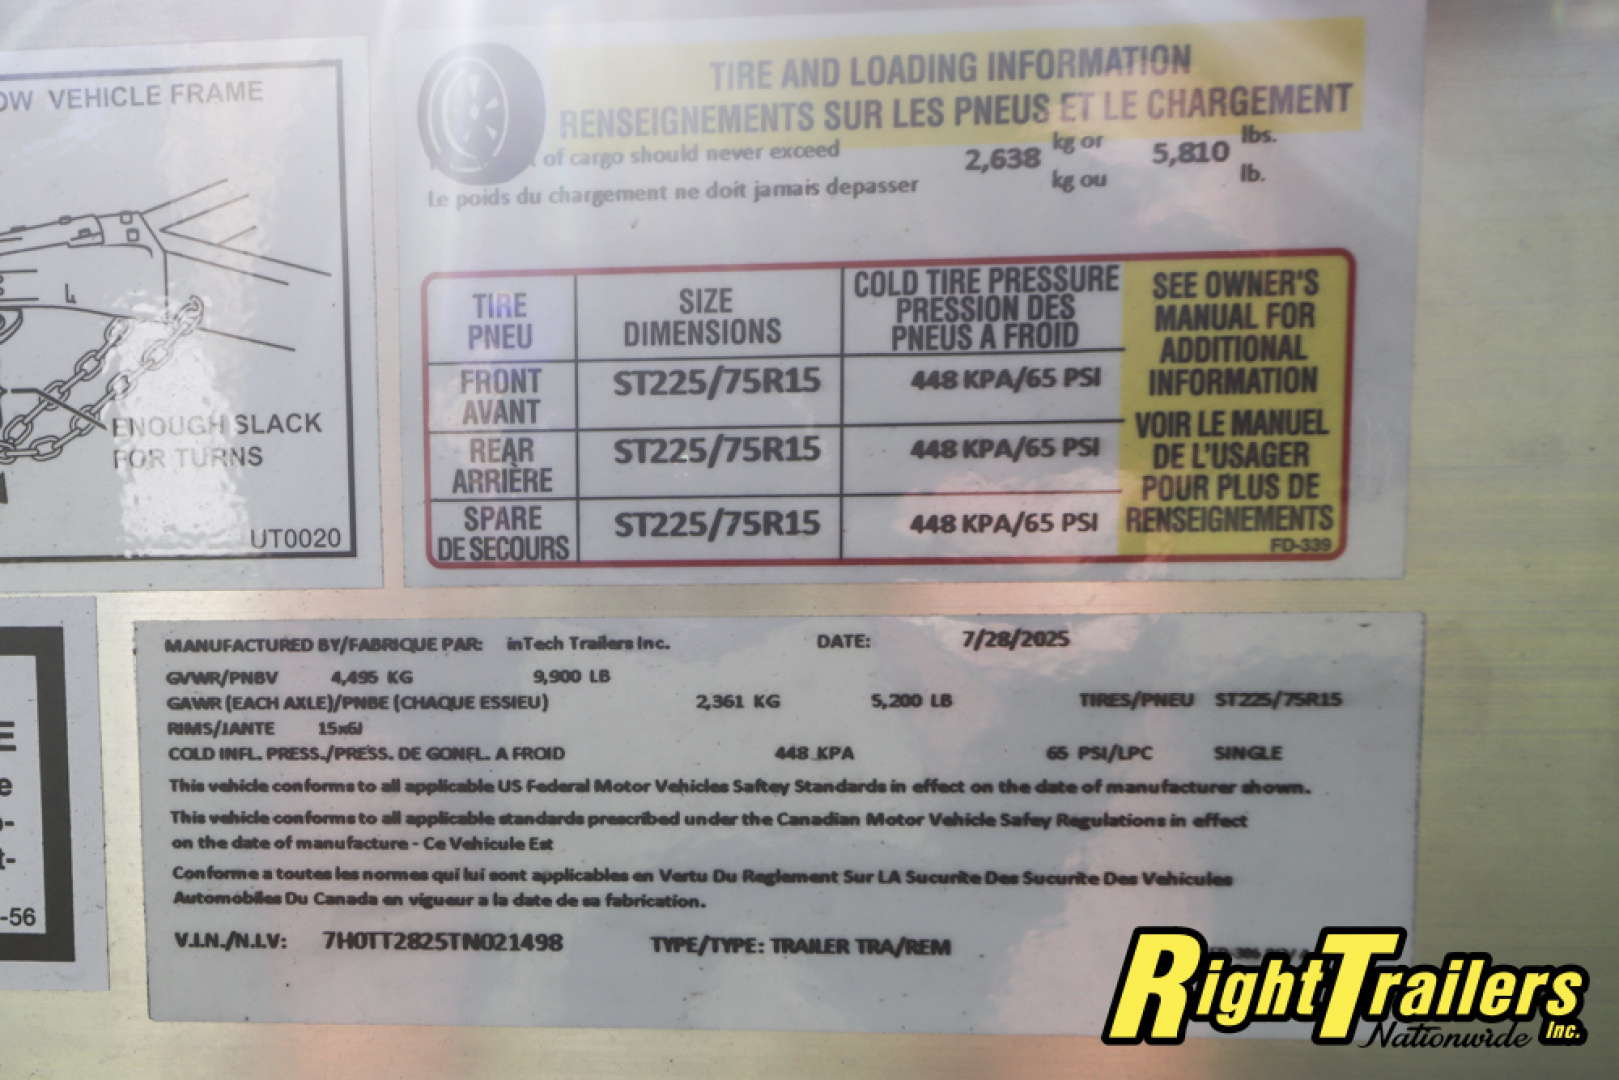 OW VEHICLE FRAME
ENOUGH SLACK
FOR TURNS
UT0020
TIRE AND LOADING INFORMATION
RENSEIGNEMENTS SUR LES PNEUS ET LE CHARGEMENT
of cargo should never exceed 2,638 kg or 5,810 lbs.
Le poids du chargement ne doit jamais depasser kg ou lb.
TIRE PNEU
SIZE DIMENSIONS
COLD TIRE PRESSURE
PRESSION DES
PNEUS A FROID
FRONT AVANT ST225/75R15 448 KPA/65 PSI
REAR ARRIÈRE ST225/75R15 448 KPA/65 PSI
SPARE DE SECOURS ST225/75R15 448 KPA/65 PSI
SEE OWNER'S
MANUAL FOR
ADDITIONAL
INFORMATION
VOIR LE MANUEL
DE L'USAGER
POUR PLUS DE
RENSEIGNEMENTS
FD-339
E
e
o-
t-
-56
MANUFACTURED BY/FABRIQUE PAR: inTech Trailers Inc. DATE: 7/28/2025
GVWR/PNBV 4,495 KG 9,900 LB
GAWR (EACH AXLE)/PNBE (CHAQUE ESSIEU) 2,361 KG 5,200 LB TIRES/PNEU ST225/75R15
RIMS/JANTE 15x6J
COLD INFL. PRESS./PRESS. DE GONFL. A FROID 448 KPA 65 PSI/LPC SINGLE
This vehicle conforms to all applicable US Federal Motor Vehicles Saftey Standards in effect on the date of manufacturer shown.
This vehicle conforms to all applicable standards prescribed under the Canadian Motor Vehicle Safey Regulations in effect
on the date of manufacture - Ce Vehicule Est
Conforme a toutes les normes qui lui sont applicables en Vertu Du Reglement Sur LA Sucurite Des Sucurite Des Vehicules
Automobiles Du Canada en vigueur a la date de sa fabrication.
V.I.N./N.I.V: 7H0TT2825TN021498 TYPE/TYPE: TRAILER TRA/REM
RightTrailers
Nationwide Inc.